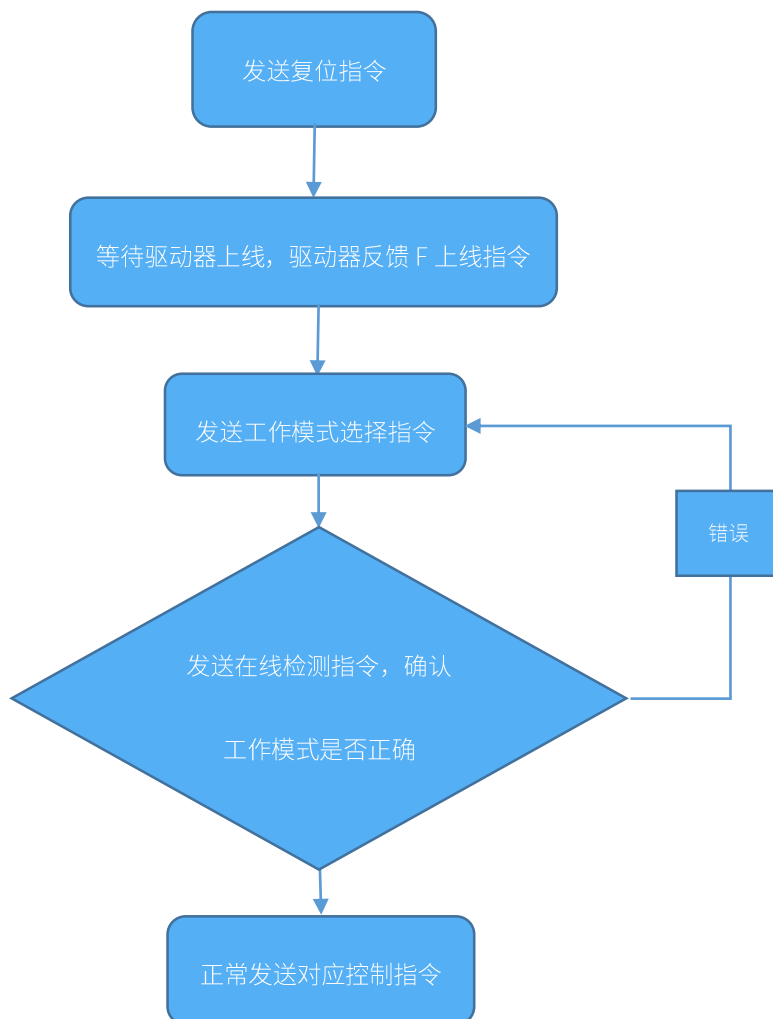 发送复位指令
等待驱动器上线，驱动器反馈 F 上线指令
发送工作模式选择指令
错误
发送在线检测指令，确认
工作模式是否正确
正常发送对应控制指令